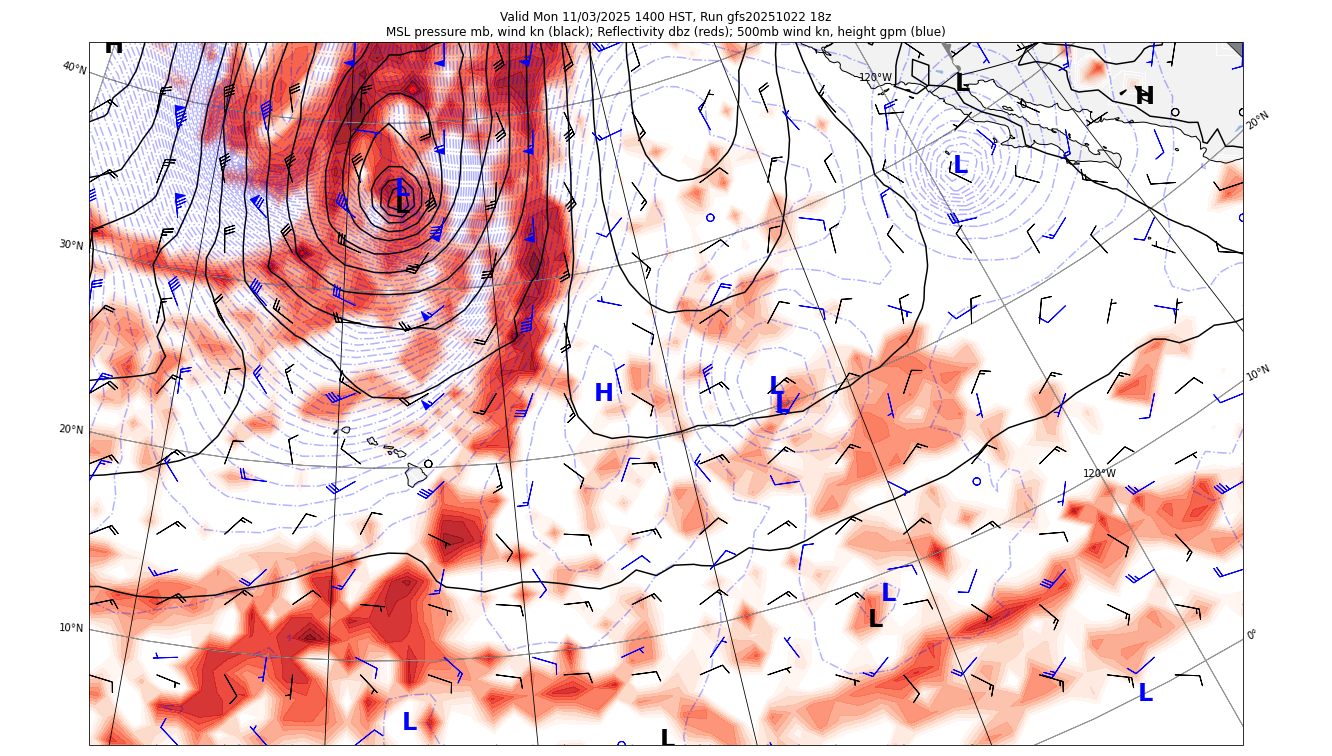 Valid Mon 11/03/2025 1400 HST, Run gfs20251022 18z
MSL pressure mb, wind kn (black); Reflectivity dbz (reds); 500mb wind kn, height gpm (blue)
H
40°N
120°W
L
H
20°N
L
L
L
30°N
10°N
L
H
L
20°N
120°W
L
L
10°N
0°
L
L
L